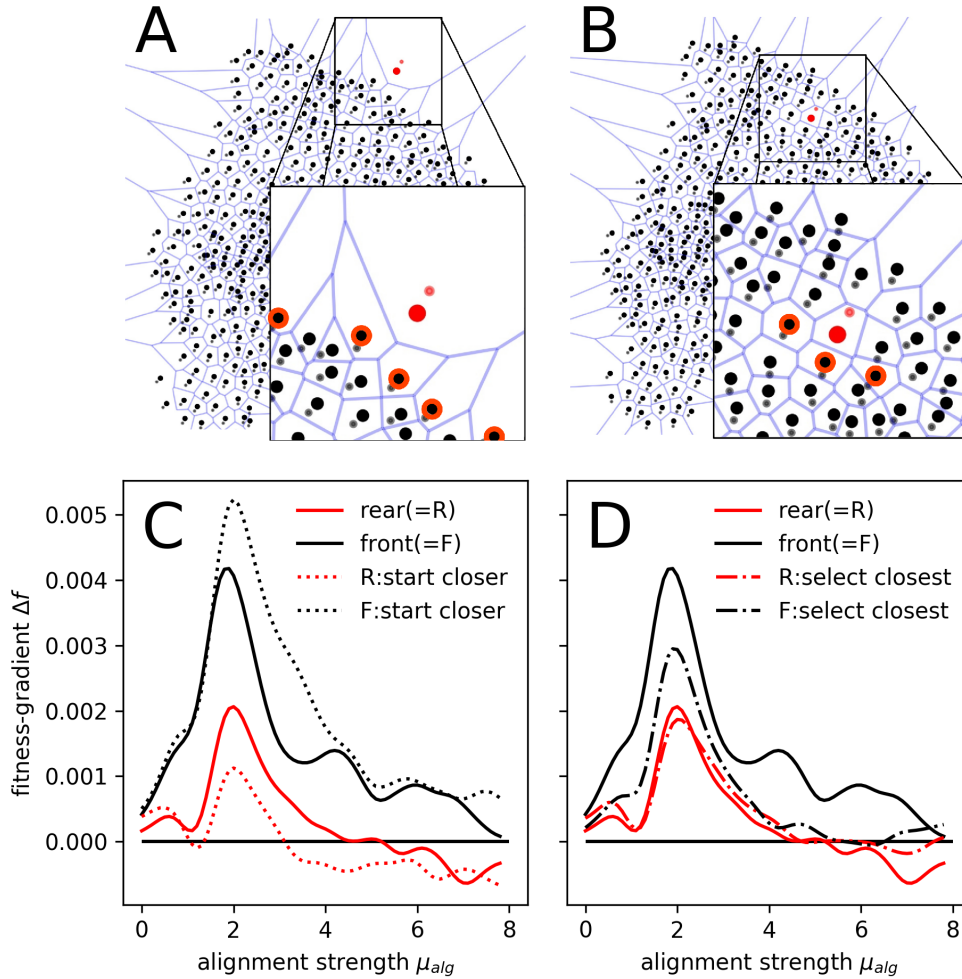 A
B
C
rear(=R)
front(=F)
R:start closer
F:start closer
0.005
0.004
0.003
0.002
0.001
0.000
fitness-gradient Δf
0 2 4 6 8
alignment strength μ_alg
D
rear(=R)
front(=F)
R:select closest
F:select closest
0 2 4 6 8
alignment strength μ_alg